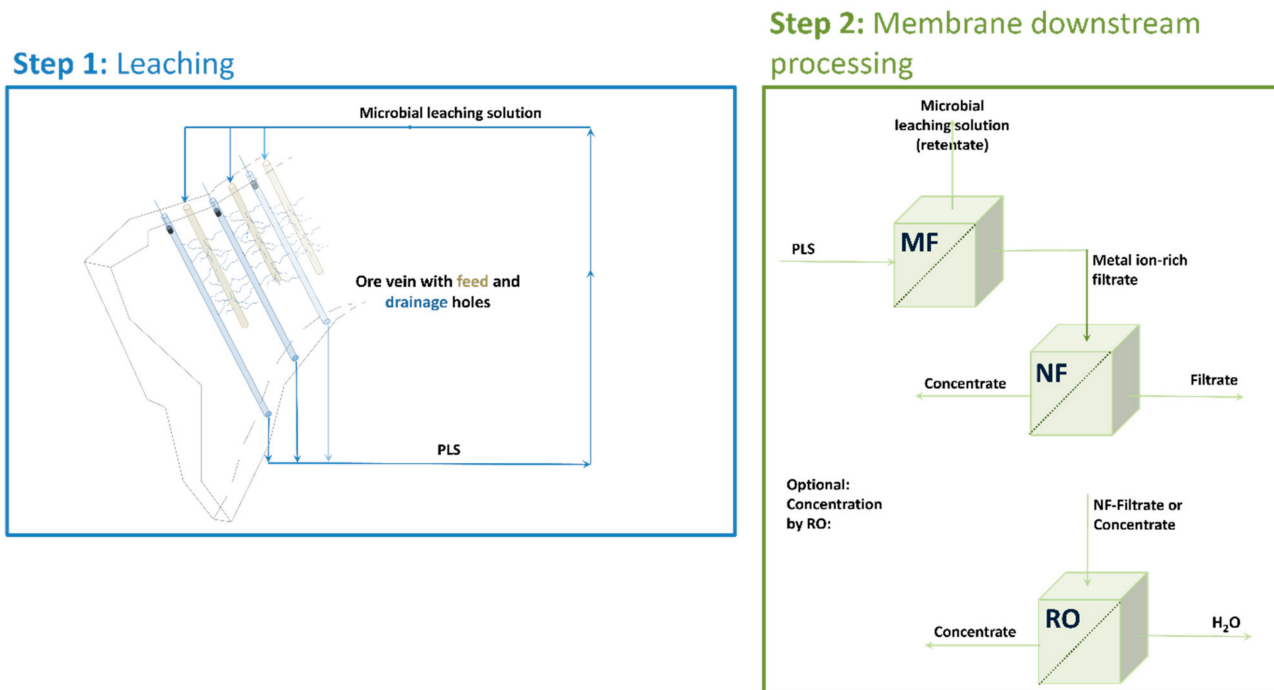 Step 1: Leaching
Microbial leaching solution
Ore vein with feed and
drainage holes
PLS
Step 2: Membrane downstream
processing
Microbial
leaching solution
(retentate)
MF
PLS
Metal ion-rich
filtrate
NF
Concentrate
Filtrate
Optional:
Concentration
by RO:
NF-Filtrate or
Concentrate
RO
Concentrate
H₂O